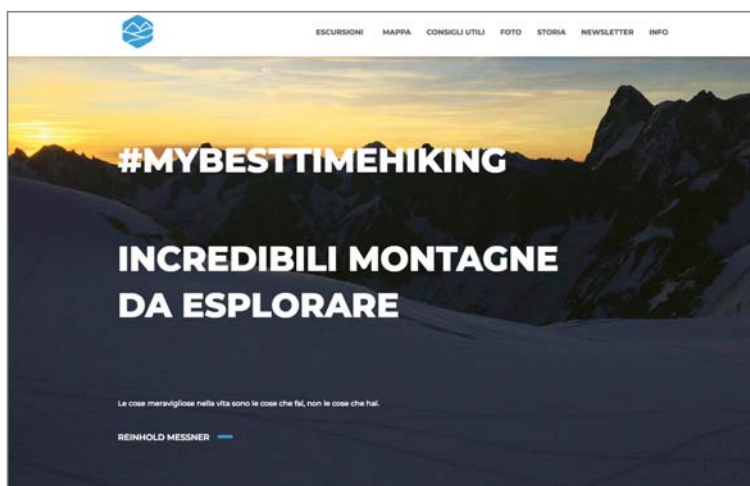 ESCURSIONI MAPPA CONSIGLI UTILI FOTO STORIA NEWSLETTER INFO
#MYBESTTIMEHIKING
INCREDIBILI MONTAGNE
DA ESPLORARE
Le cose meravigliose nella vita sono le cose che fai, non le cose che hai.
REINHOLD MESSNER